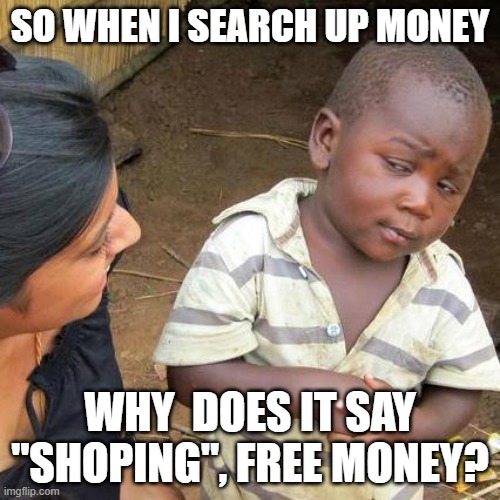 SO WHEN I SEARCH UP MONEY
WHY DOES IT SAY
"SHOPING", FREE MONEY?
imgflip.com